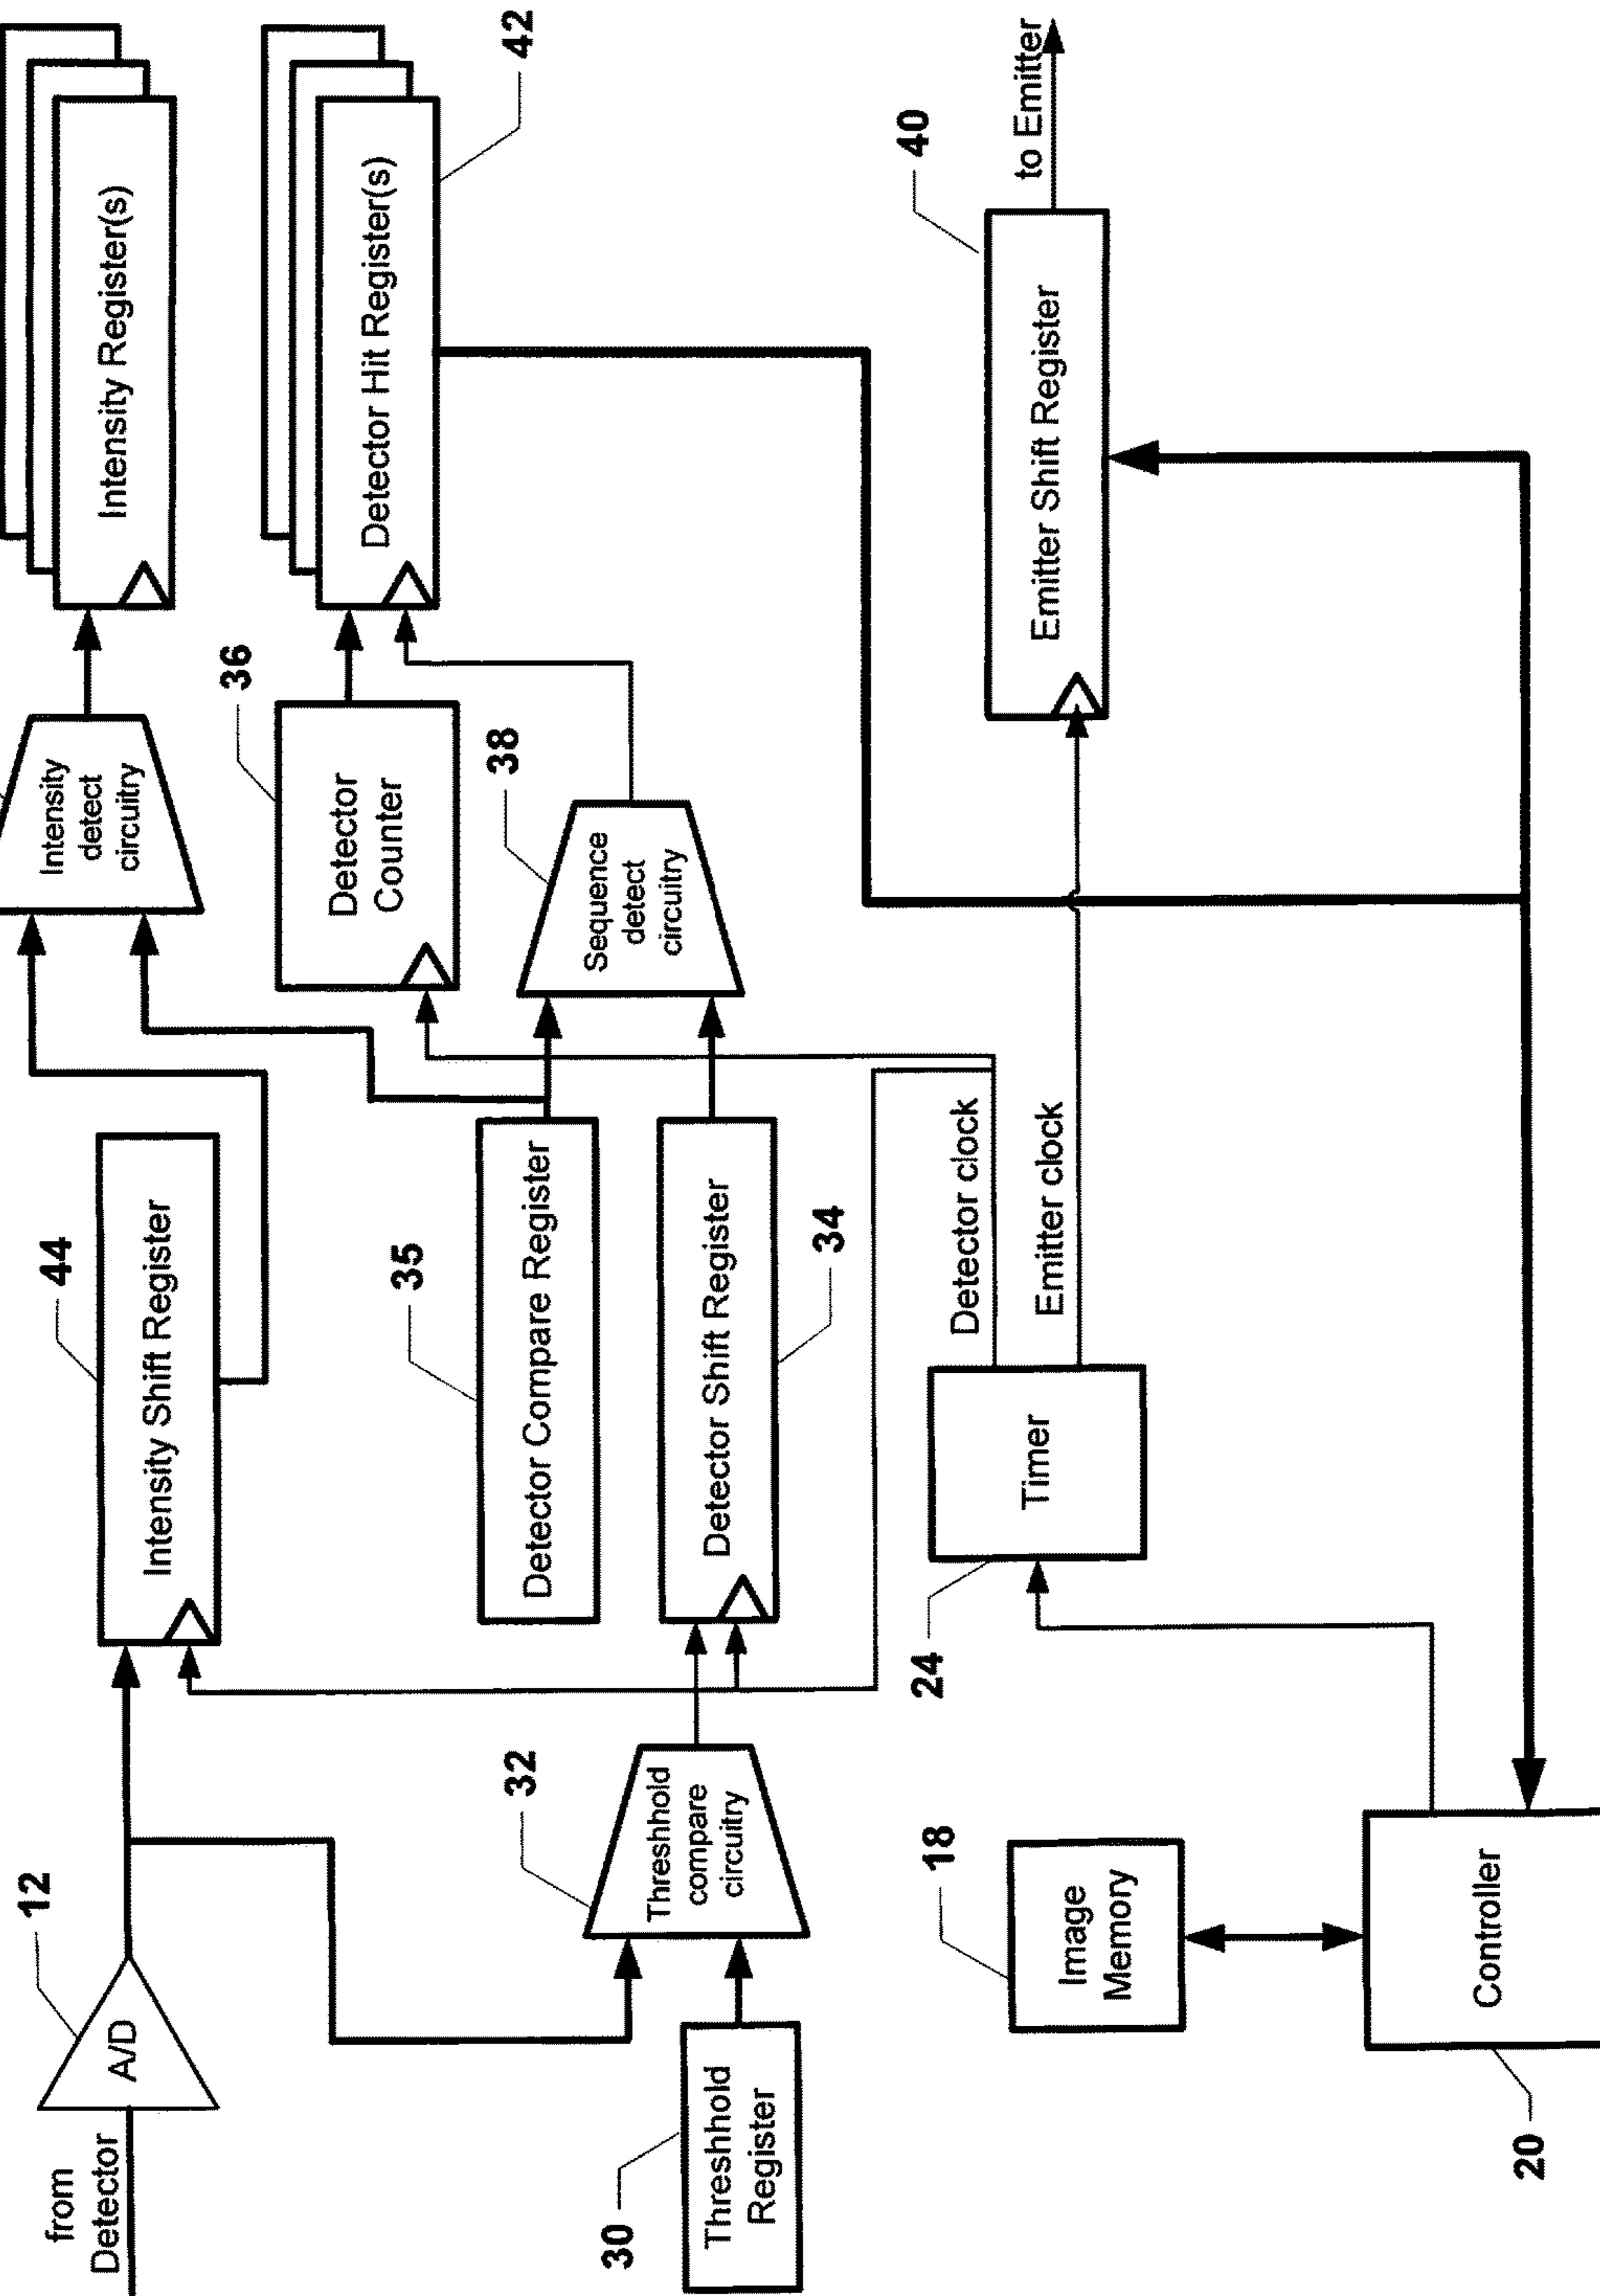 from
Detector
12
A/D
44
Intensity Shift Register
Intensity
detect
circuitry
Intensity Register(s)
36
Detector
Counter
Detector Hit Register(s)
42
35
Detector Compare Register
38
Sequence
detect
circuitry
30
Threshhold
Register
32
Threshhold
compare
circuitry
Detector Shift Register
34
24
Timer
Detector clock
Emitter clock
40
Emitter Shift Register
to Emitter
18
Image
Memory
20
Controller